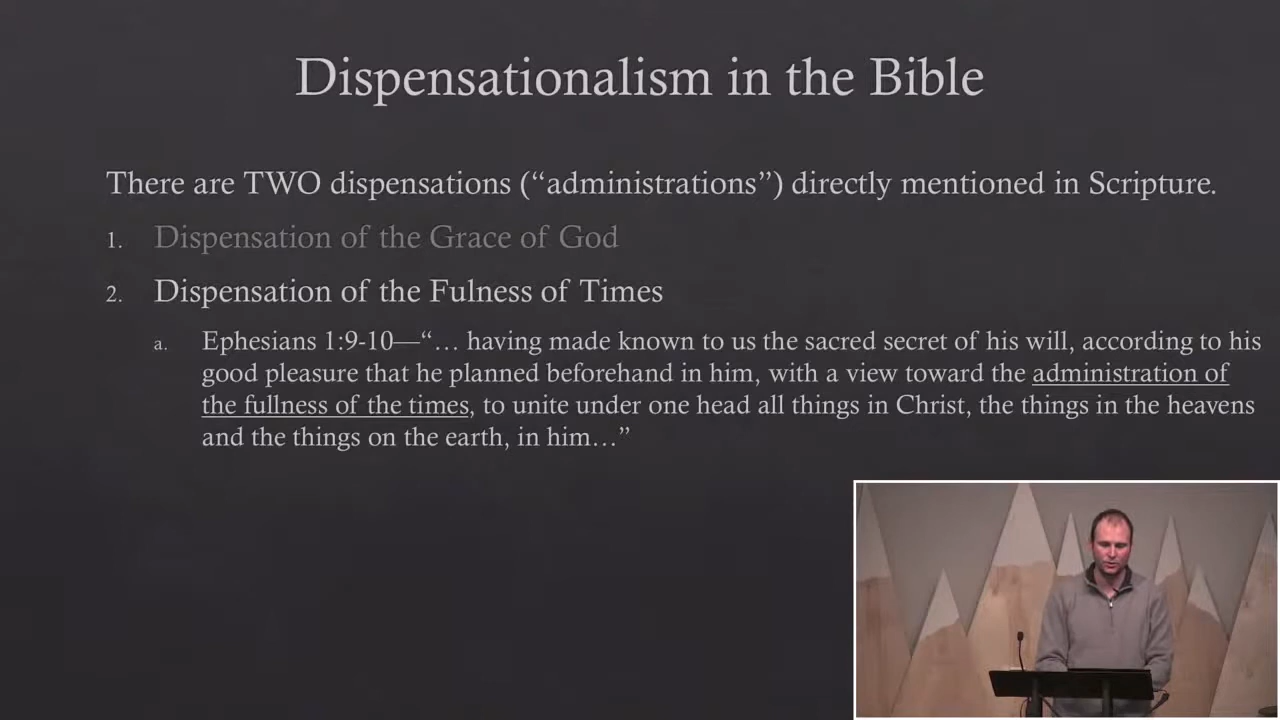 Dispensationalism in the Bible
There are TWO dispensations (“administrations”) directly mentioned in Scripture.
1. Dispensation of the Grace of God
2. Dispensation of the Fulness of Times
a. Ephesians 1:9-10—“… having made known to us the sacred secret of his will, according to his
good pleasure that he planned beforehand in him, with a view toward the administration of
the fullness of the times, to unite under one head all things in Christ, the things in the heavens
and the things on the earth, in him…”